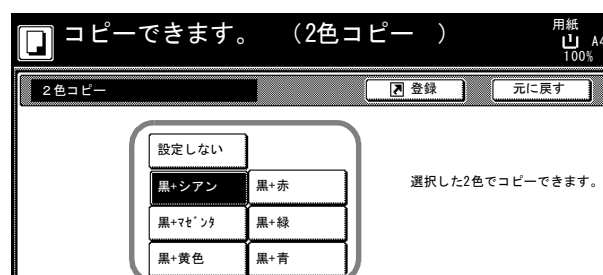 コピーできます。 （2色コピー ） 用紙
A4
100%
2色コピー 登録 元に戻す
設定しない
黒+シアン 黒+赤 選択した2色でコピーできます。
黒+マゼンタ 黒+緑
黒+黄色 黒+青